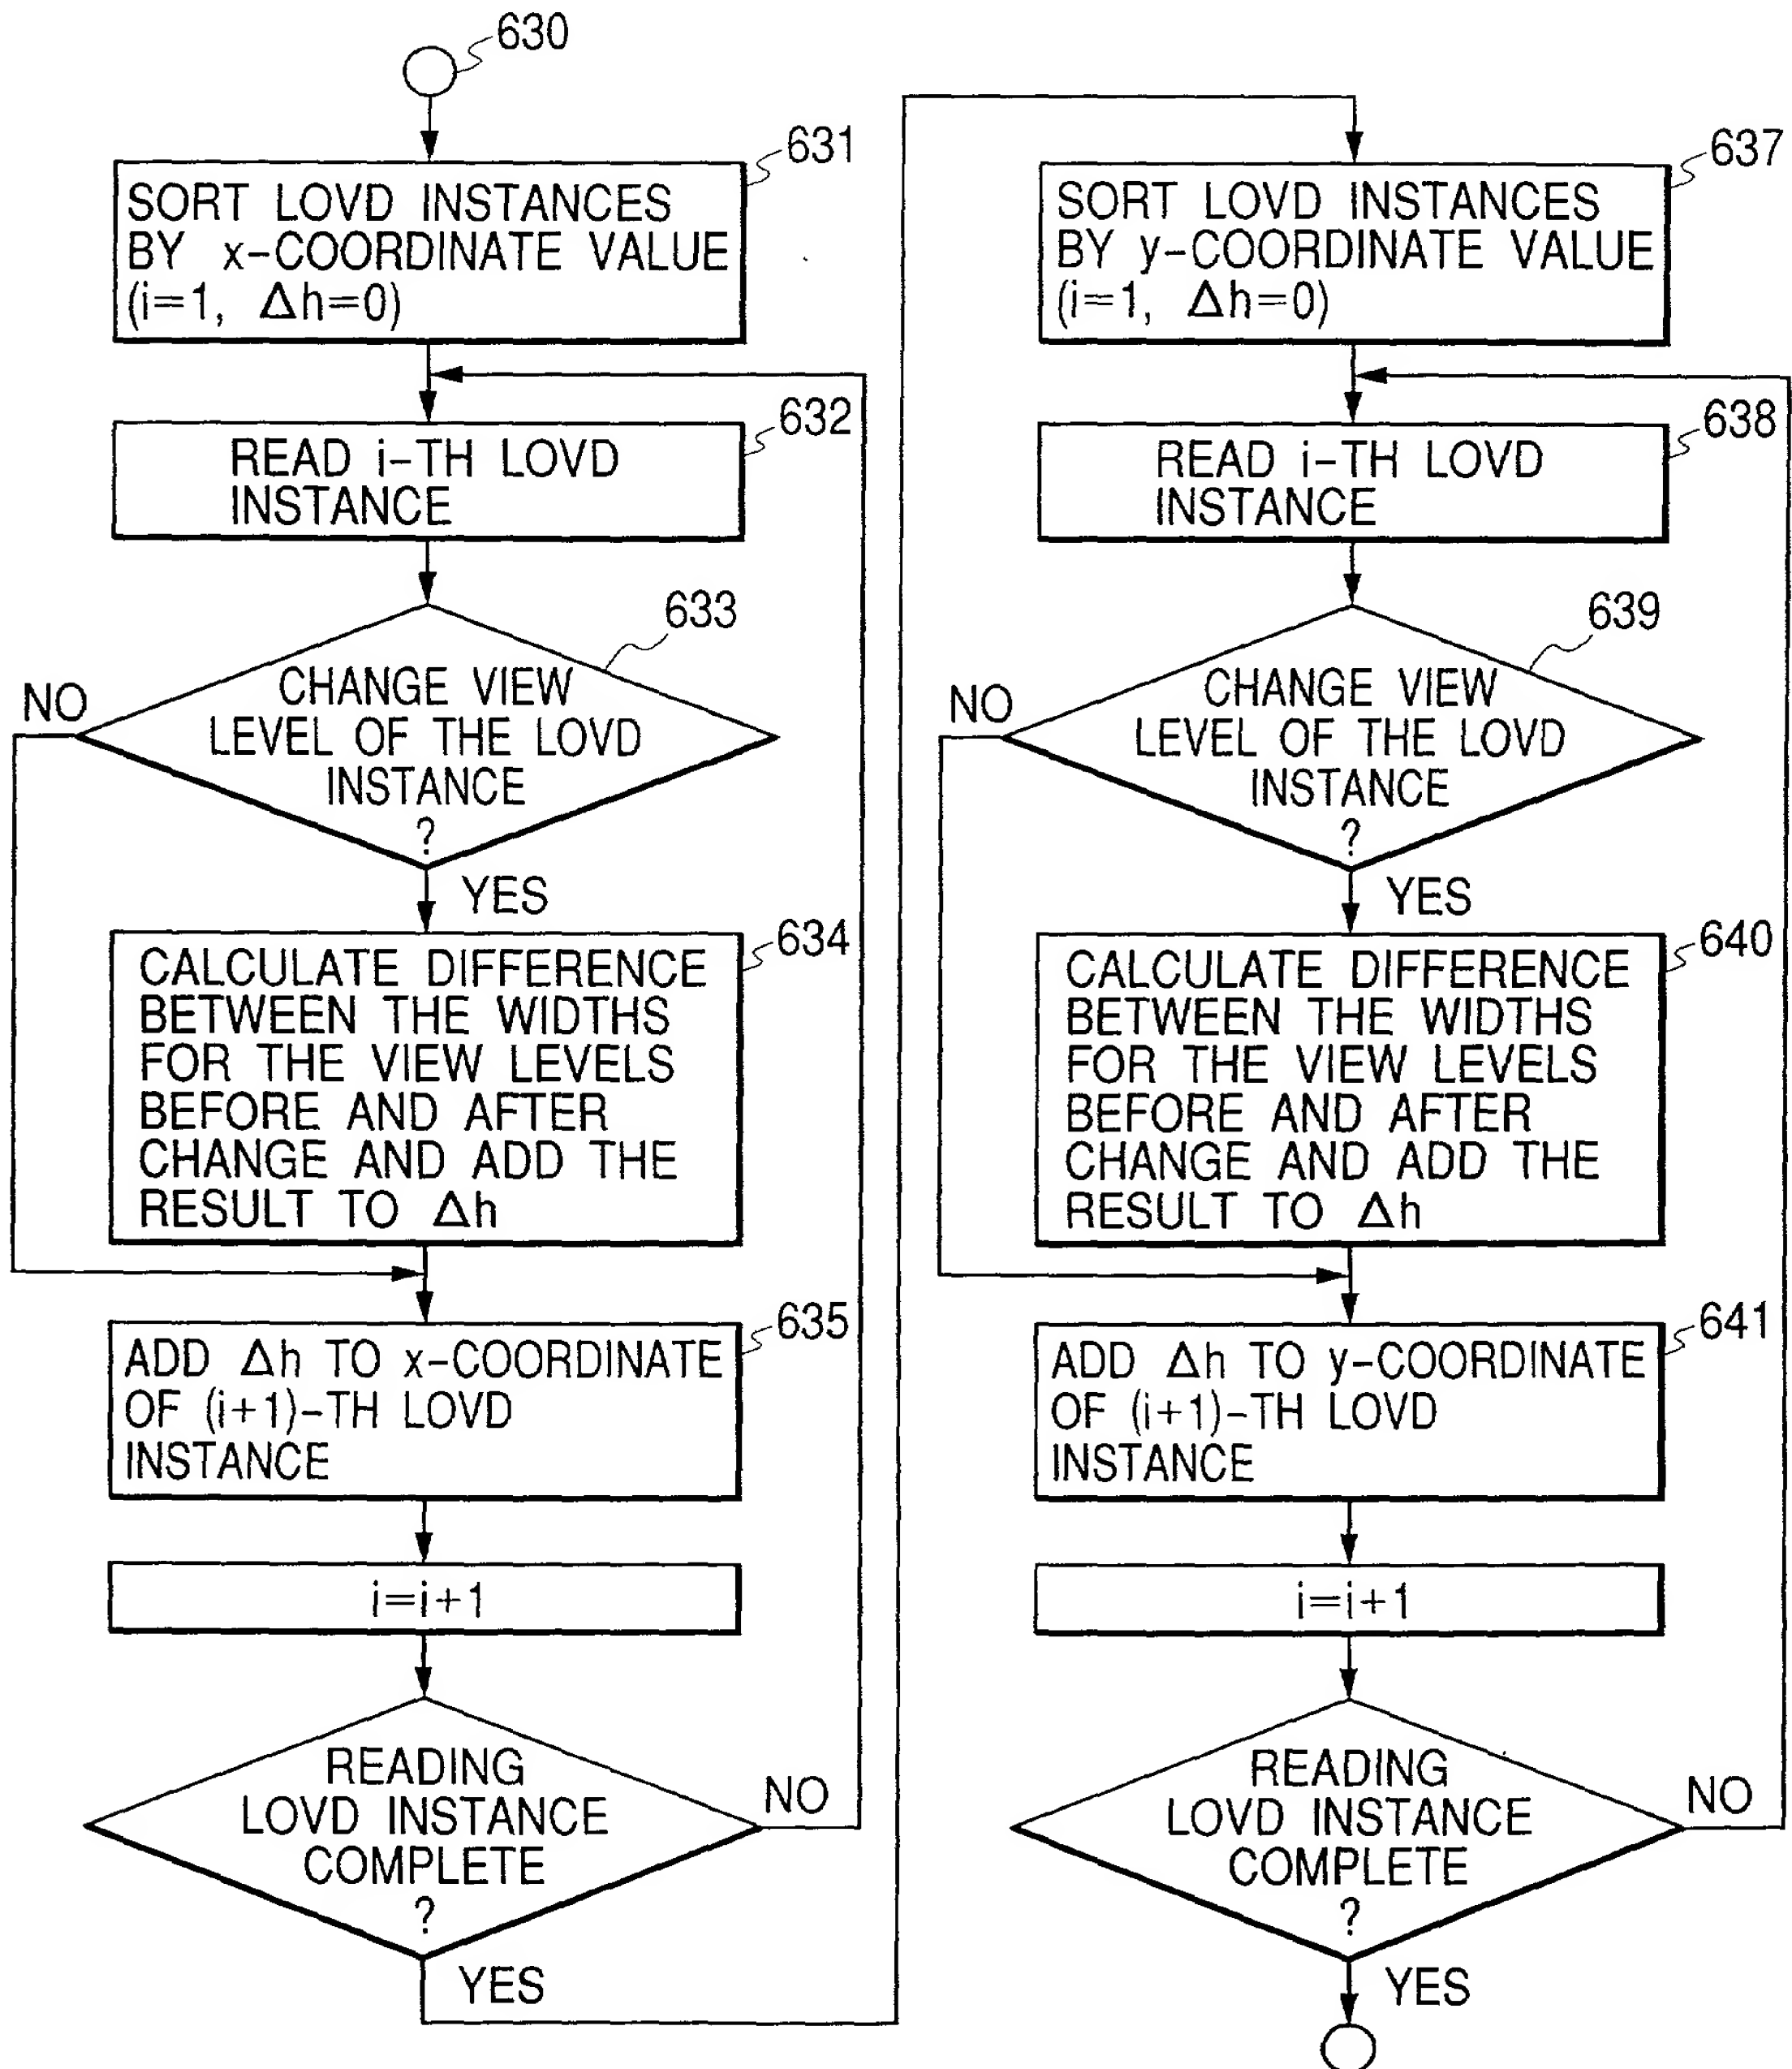 630
631
SORT LOVD INSTANCES
BY x-COORDINATE VALUE
(i=1, Δh=0)
632
READ i-TH LOVD
INSTANCE
633
CHANGE VIEW
LEVEL OF THE LOVD
INSTANCE
?
NO
YES
634
CALCULATE DIFFERENCE
BETWEEN THE WIDTHS
FOR THE VIEW LEVELS
BEFORE AND AFTER
CHANGE AND ADD THE
RESULT TO Δh
635
ADD Δh TO x-COORDINATE
OF (i+1)-TH LOVD
INSTANCE
i=i+1
READING
LOVD INSTANCE
COMPLETE
?
NO
YES
637
SORT LOVD INSTANCES
BY y-COORDINATE VALUE
(i=1, Δh=0)
638
READ i-TH LOVD
INSTANCE
639
CHANGE VIEW
LEVEL OF THE LOVD
INSTANCE
?
NO
YES
640
CALCULATE DIFFERENCE
BETWEEN THE WIDTHS
FOR THE VIEW LEVELS
BEFORE AND AFTER
CHANGE AND ADD THE
RESULT TO Δh
641
ADD Δh TO y-COORDINATE
OF (i+1)-TH LOVD
INSTANCE
i=i+1
READING
LOVD INSTANCE
COMPLETE
?
NO
YES